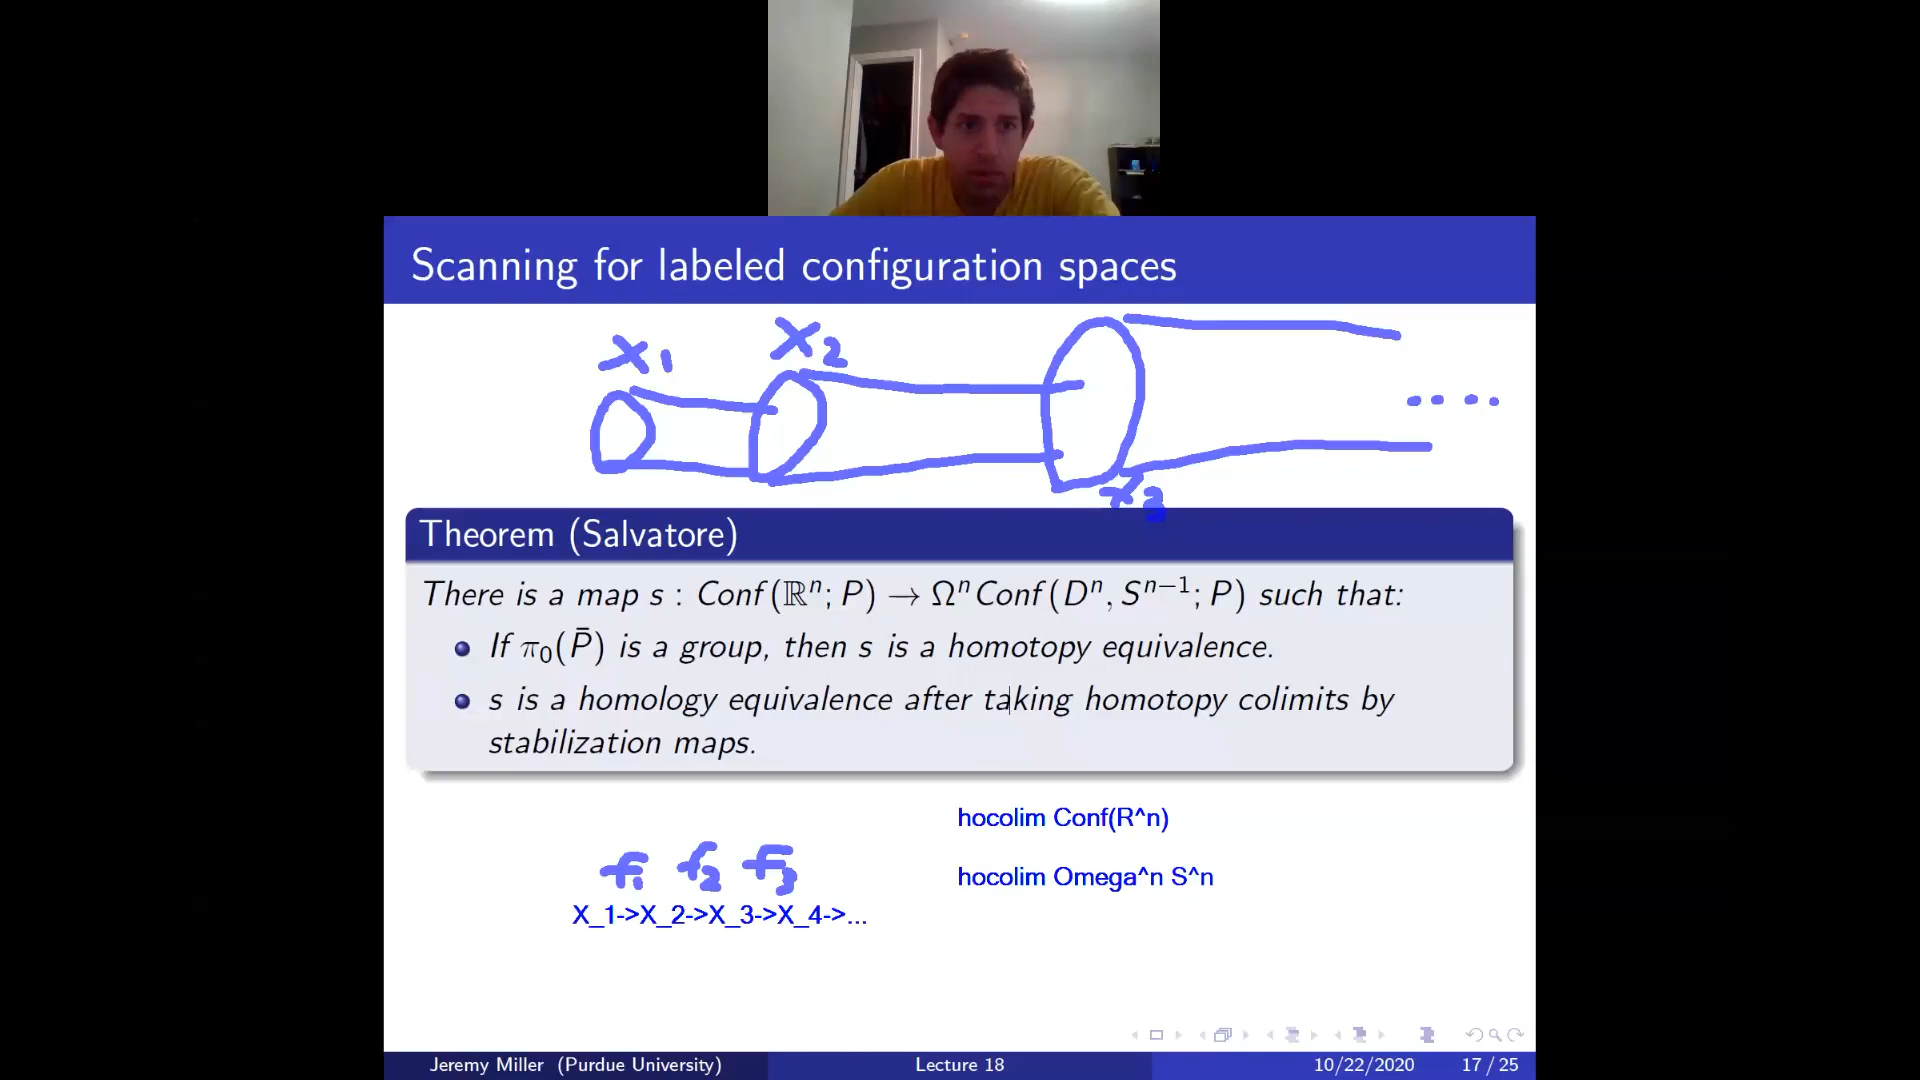 Scanning for labeled configuration spaces
X1 X2
X3
Theorem (Salvatore)
There is a map s : Conf(ℝⁿ; P) → ΩⁿConf(Dⁿ, Sⁿ⁻¹; P) such that:
• If π₀(P̄) is a group, then s is a homotopy equivalence.
• s is a homology equivalence after taking homotopy colimits by
stabilization maps.
hocolim Conf(R^n)
f1 f2 f3
hocolim Omega^n S^n
X_1->X_2->X_3->X_4->...
Jeremy Miller (Purdue University) Lecture 18 10/22/2020 17 / 25